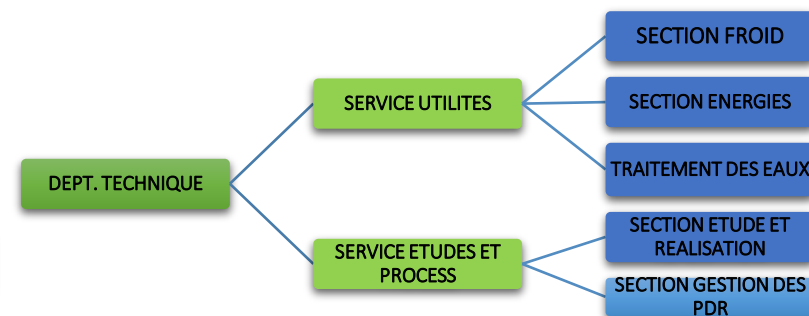 DEPT. TECHNIQUE
SERVICE UTILITES
SECTION FROID
SECTION ENERGIES
TRAITEMENT DES EAUX
SERVICE ETUDES ET
PROCESS
SECTION ETUDE ET
REALISATION
SECTION GESTION DES
PDR